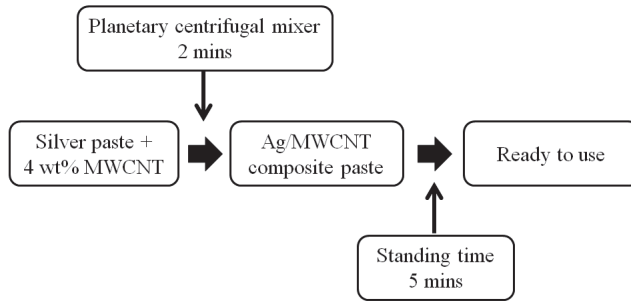 Planetary centrifugal mixer
2 mins
Silver paste +
4 wt% MWCNT
Ag/MWCNT
composite paste
Ready to use
Standing time
5 mins